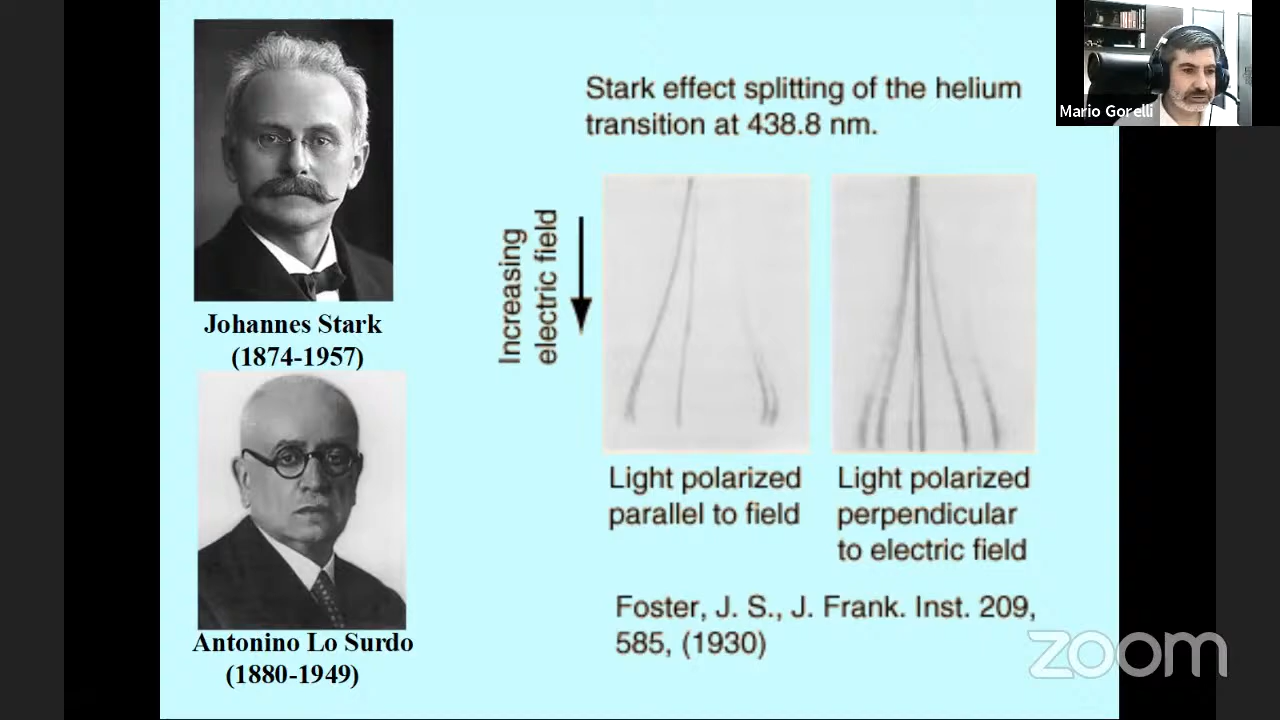 Mario Gorelli
Stark effect splitting of the helium
transition at 438.8 nm.
Increasing
electric field
Johannes Stark
(1874-1957)
Light polarized
parallel to field
Light polarized
perpendicular
to electric field
Foster, J. S., J. Frank. Inst. 209,
585, (1930)
Antonino Lo Surdo
(1880-1949)
zoom